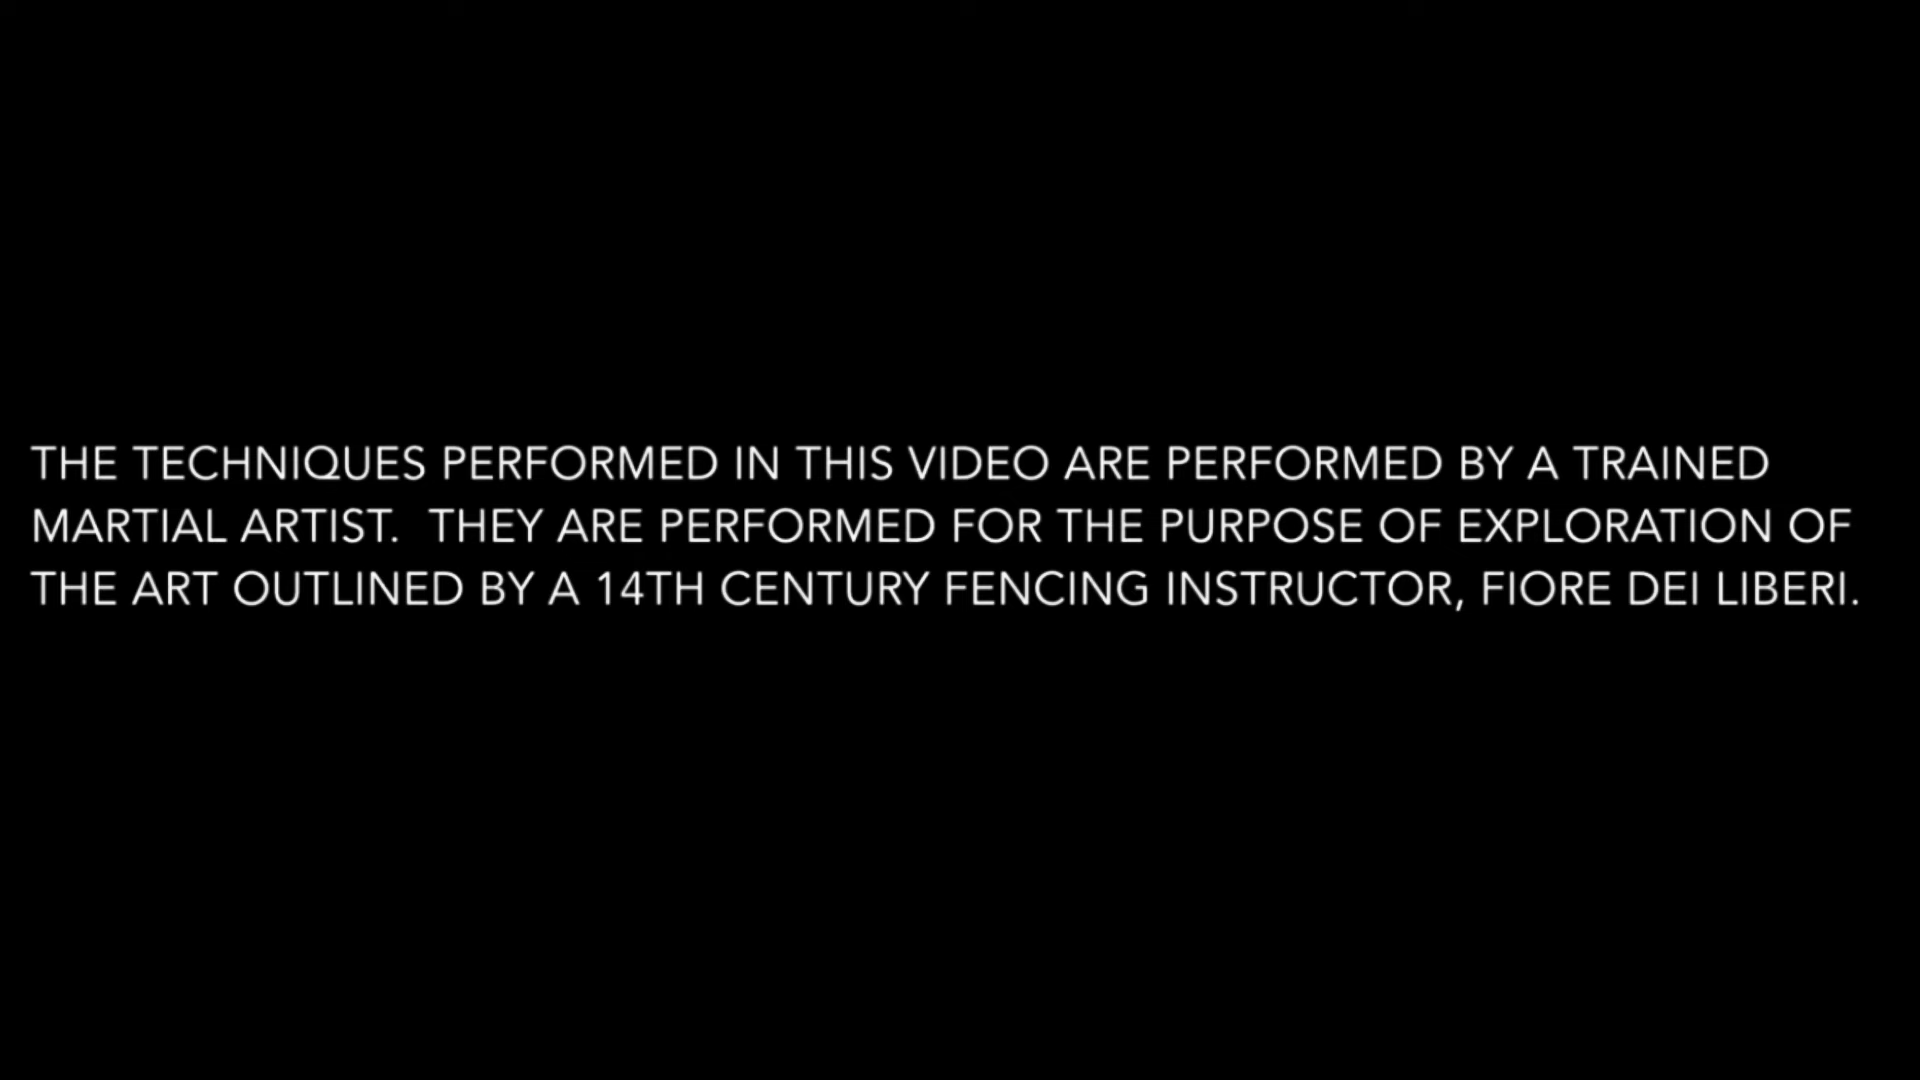 THE TECHNIQUES PERFORMED IN THIS VIDEO ARE PERFORMED BY A TRAINED
MARTIAL ARTIST.  THEY ARE PERFORMED FOR THE PURPOSE OF EXPLORATION OF
THE ART OUTLINED BY A 14TH CENTURY FENCING INSTRUCTOR, FIORE DEI LIBERI.